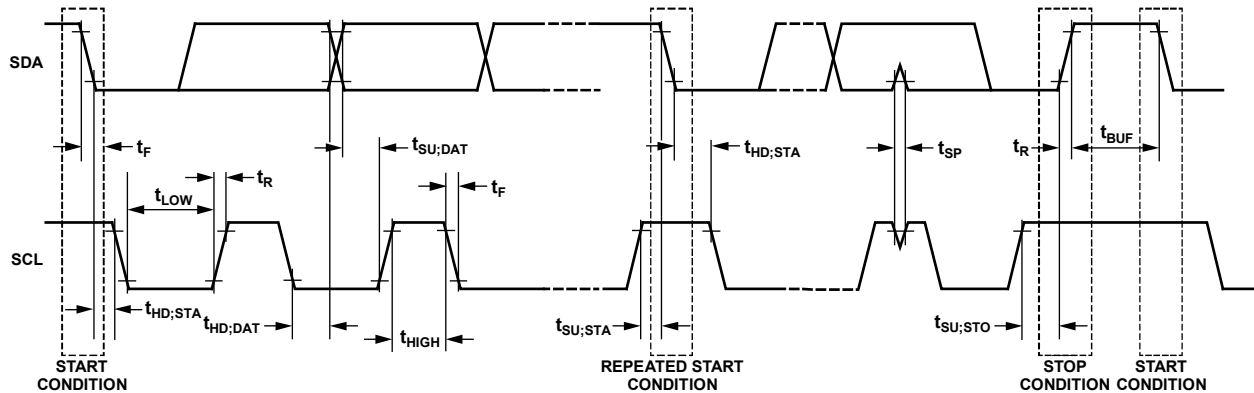 SDA
t_F
t_SU;DAT
t_HD;STA
t_SP
t_R
t_BUF
t_LOW
t_R
t_F
SCL
t_HD;STA
t_HD;DAT
t_HIGH
t_SU;STA
t_SU;STO
START
CONDITION
REPEATED START
CONDITION
STOP
CONDITION
START
CONDITION